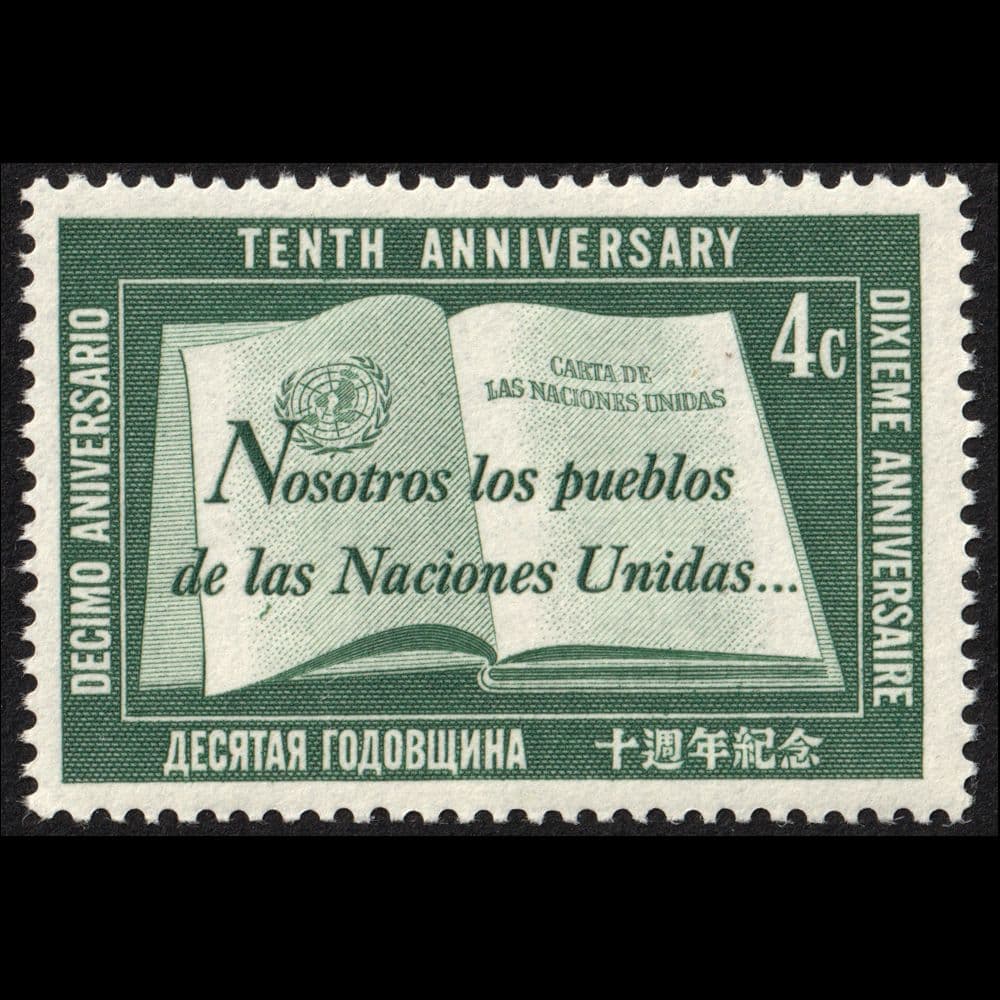 TENTH ANNIVERSARY
DECIMO ANIVERSARIO
4c
DIXIEME ANNIVERSAIRE
CARTA DE
LAS NACIONES UNIDAS
Nosotros los pueblos
de las Naciones Unidas...
ДЕСЯТАЯ ГОДОВЩИНА 十週年紀念